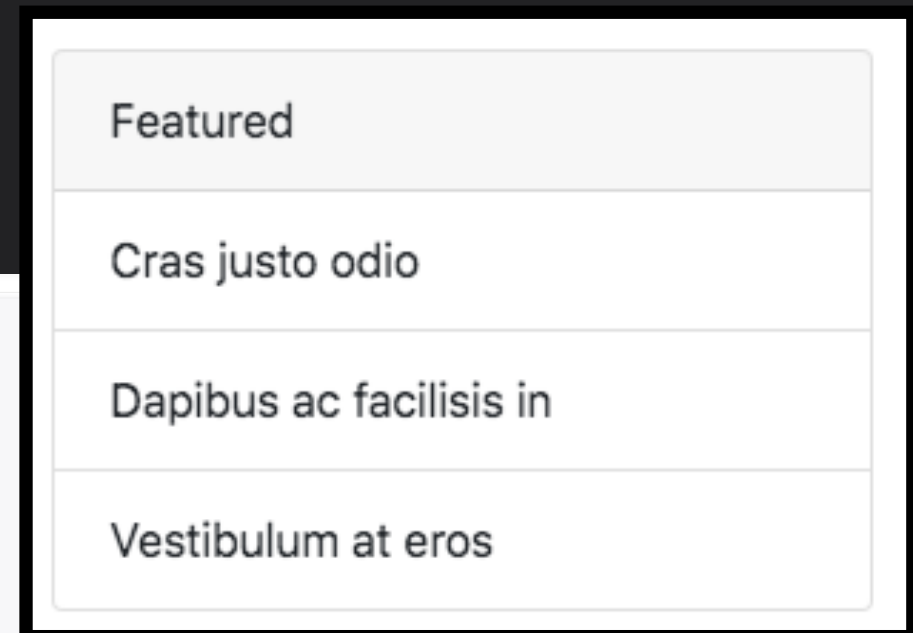 Featured
Cras justo odio
Dapibus ac facilisis in
Vestibulum at eros